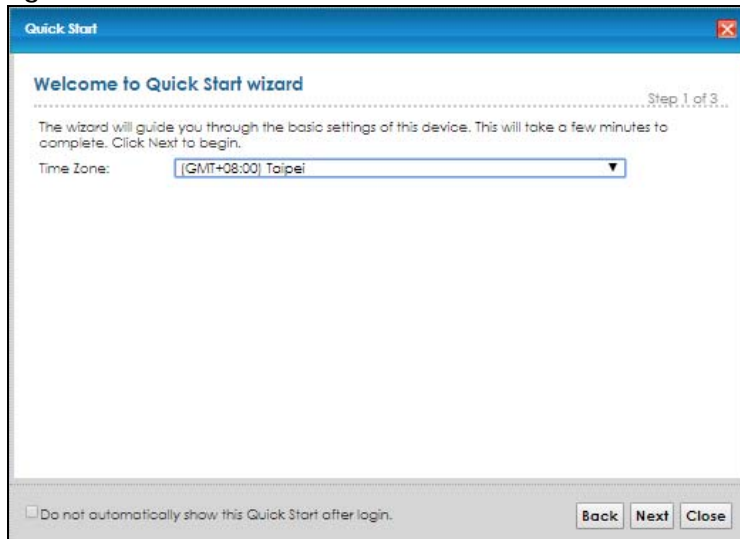 Quick Start
Welcome to Quick Start wizard
Step 1 of 3
The wizard will guide you through the basic settings of this device. This will take a few minutes to
complete. Click Next to begin.
Time Zone: (GMT+08:00) Taipei
Do not automatically show this Quick Start after login.
Back Next Close